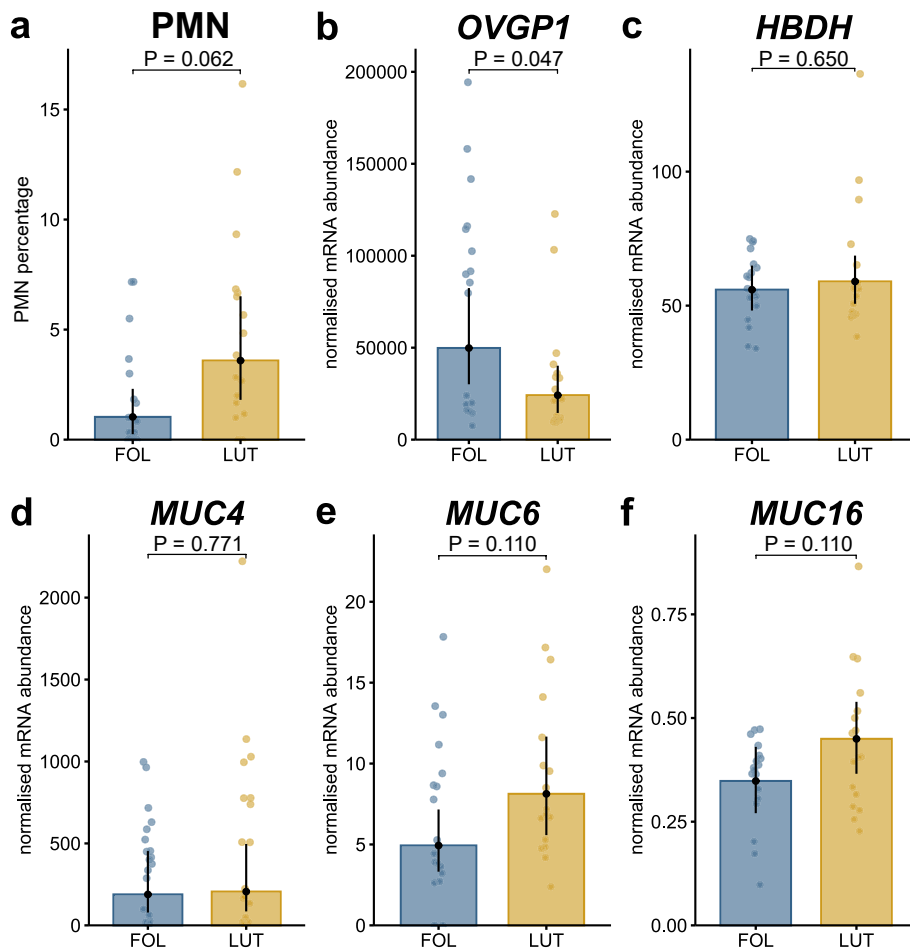 a PMN
P = 0.062
PMN percentage
15
10
5
0
FOL LUT
b OVGP1
P = 0.047
normalised mRNA abundance
200000
150000
100000
50000
0
FOL LUT
c HBDH
P = 0.650
normalised mRNA abundance
100
50
0
FOL LUT
d MUC4
P = 0.771
normalised mRNA abundance
2000
1500
1000
500
0
FOL LUT
e MUC6
P = 0.110
normalised mRNA abundance
20
15
10
5
0
FOL LUT
f MUC16
P = 0.110
normalised mRNA abundance
0.75
0.50
0.25
0.00
FOL LUT